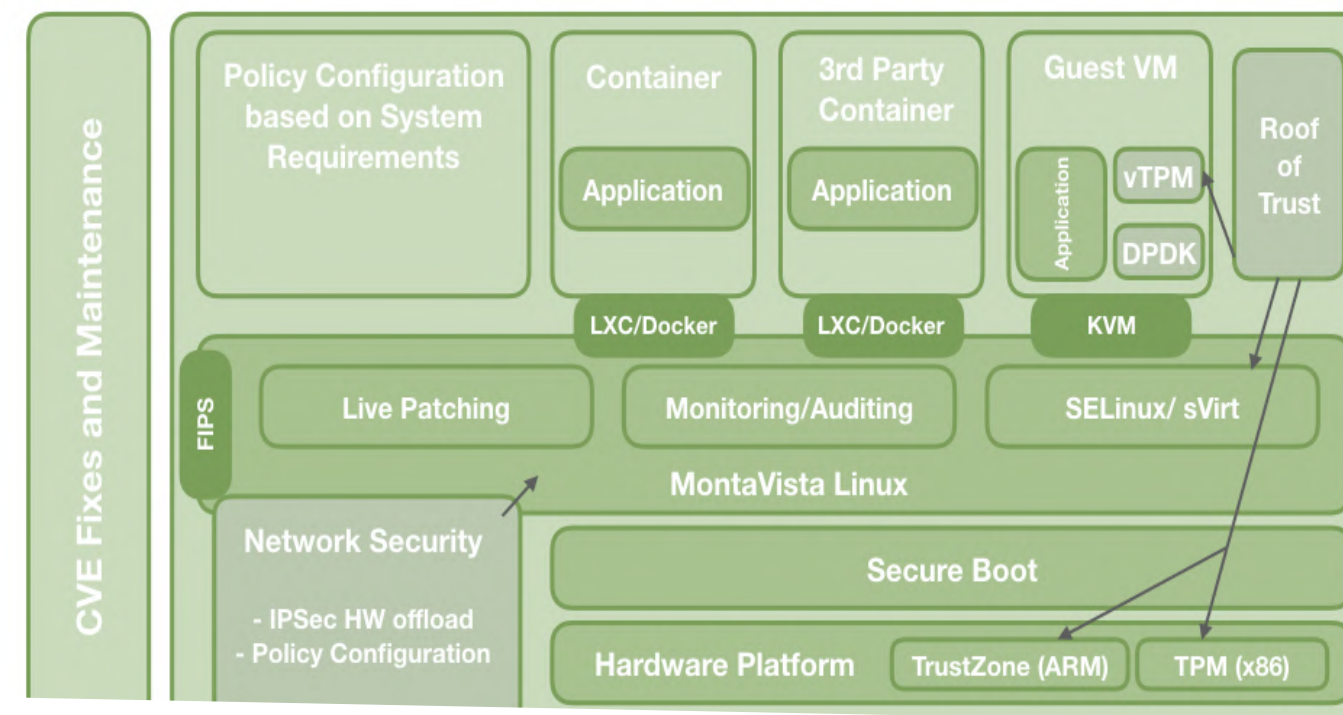 CVE Fixes and Maintenance
Policy Configuration
based on System
Requirements
Container
Application
3rd Party
Container
Application
Guest VM
Application
vTPM
DPDK
Roof
of
Trust
LXC/Docker
LXC/Docker
KVM
FIPS
Live Patching
Monitoring/Auditing
SELinux/ sVirt
MontaVista Linux
Network Security
- IPSec HW offload
- Policy Configuration
Secure Boot
Hardware Platform
TrustZone (ARM)
TPM (x86)